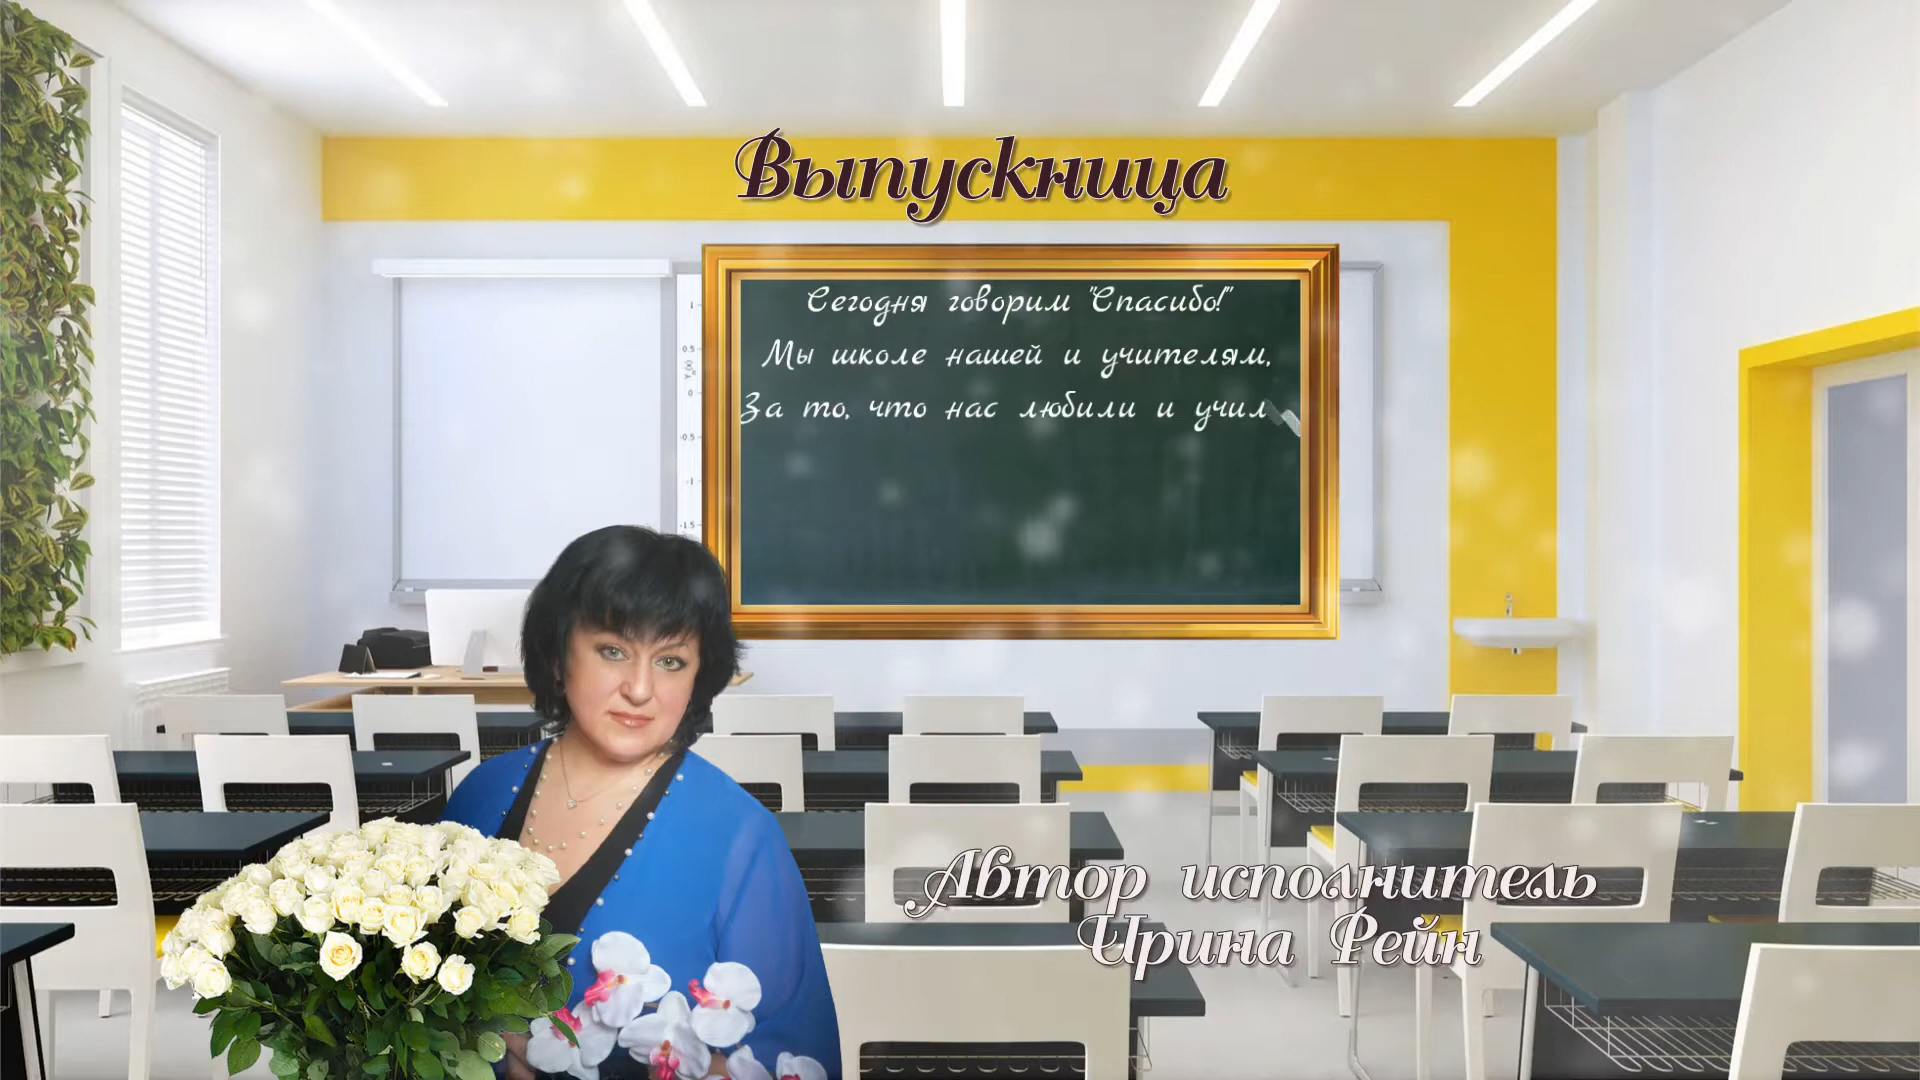 Выпускница
Сегодня говорим "Спасибо!"
Мы школе нашей и учителям,
За то, что нас любили и учил
Автор исполнитель
Ирина Рейн